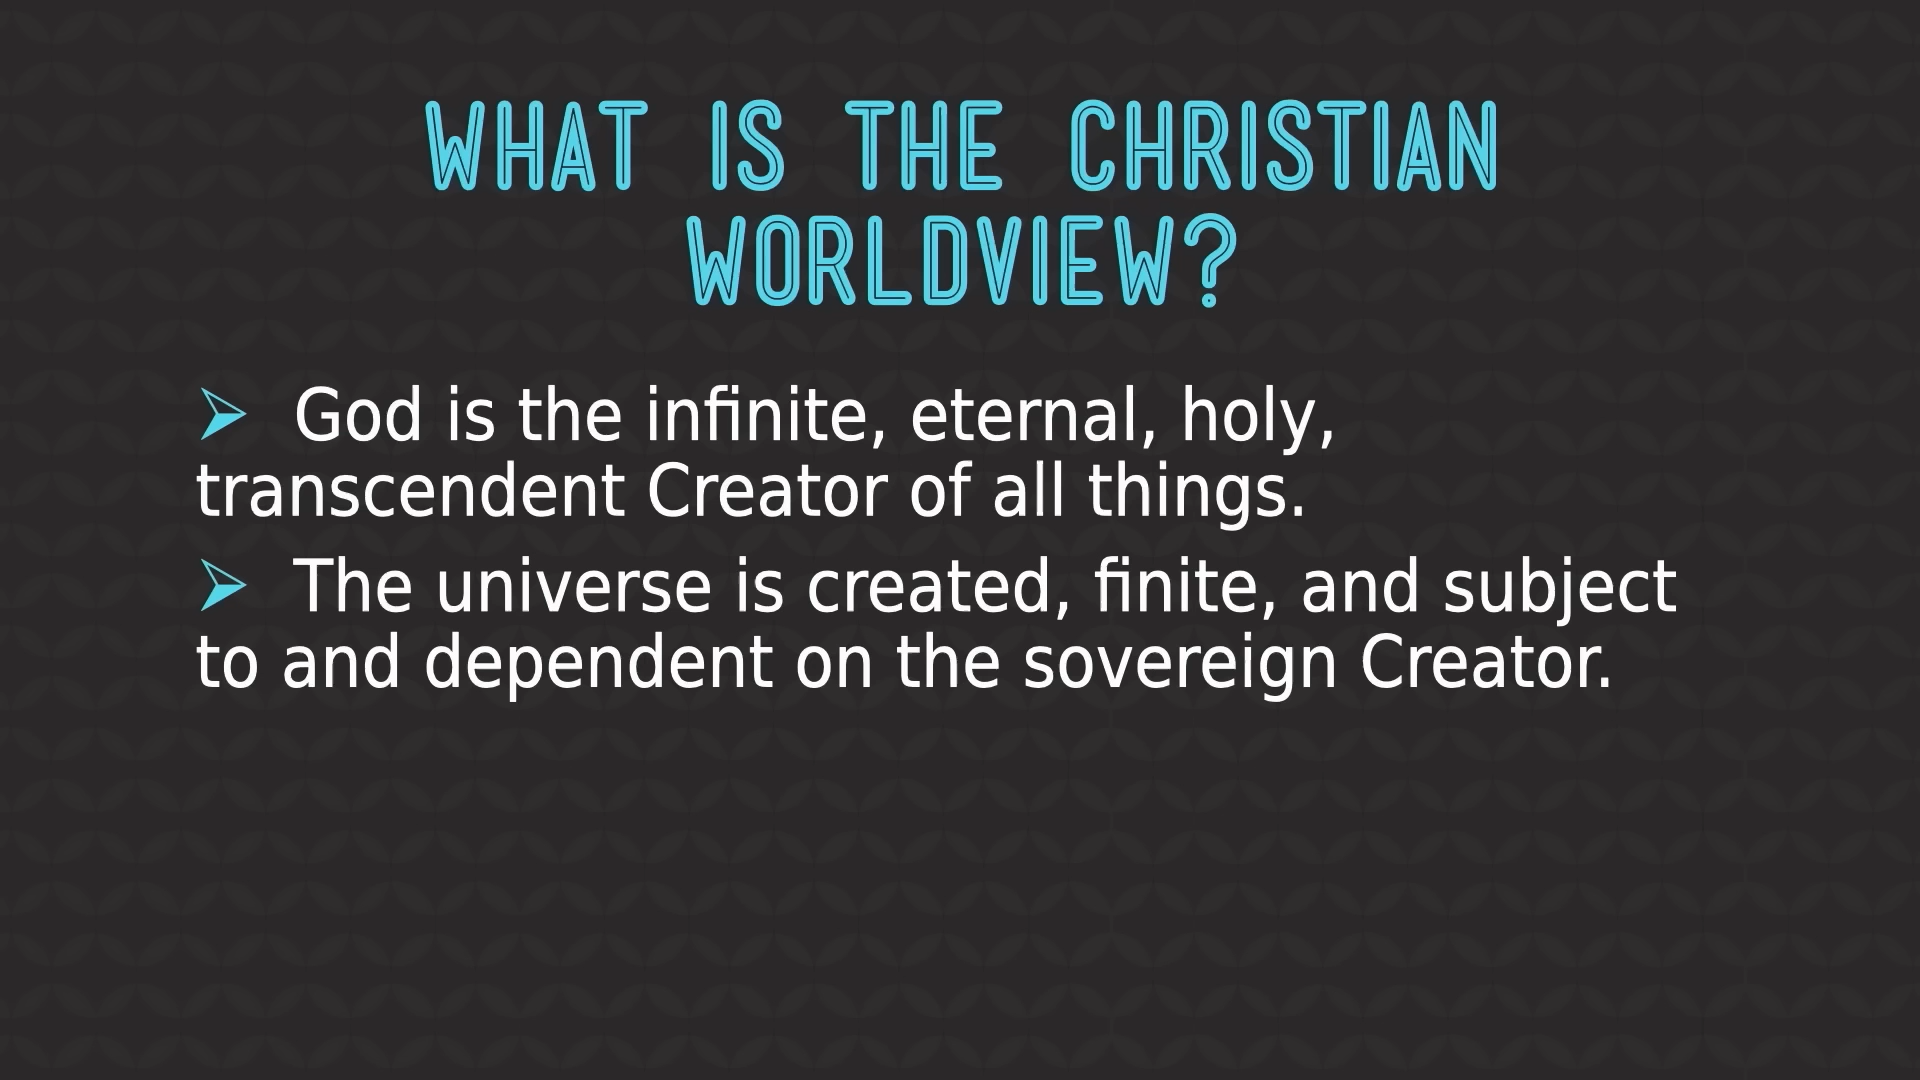 WHAT IS THE CHRISTIAN
WORLDVIEW?
➢ God is the infinite, eternal, holy,
transcendent Creator of all things.
➢ The universe is created, finite, and subject
to and dependent on the sovereign Creator.